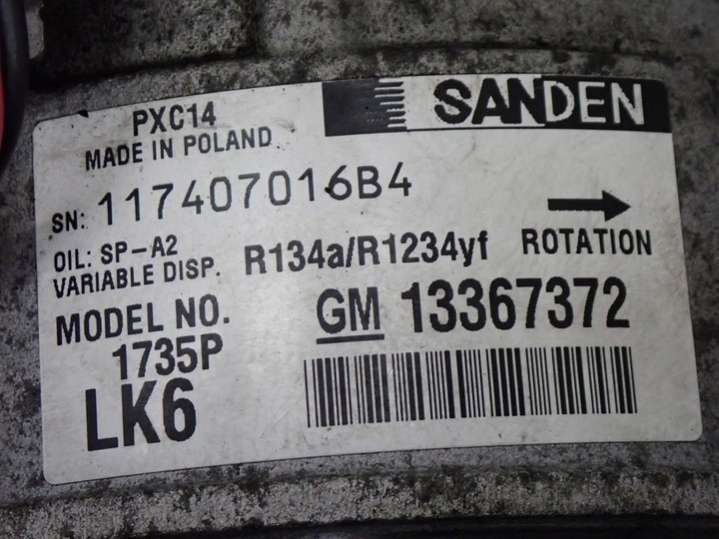 PXC14
SANDEN
MADE IN POLAND
SN: 117407016B4
OIL: SP-A2
VARIABLE DISP.
R134a/R1234yf
ROTATION
MODEL NO.
1735P
GM 13367372
LK6